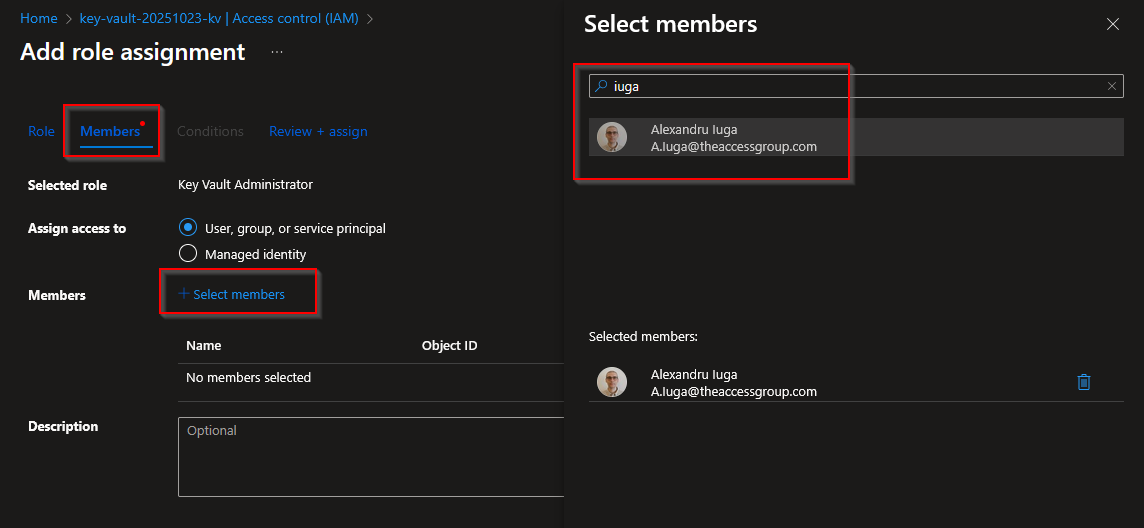 Home > key-vault-20251023-kv | Access control (IAM) >
Add role assignment ...
Role Members Conditions Review + assign
Selected role Key Vault Administrator
Assign access to User, group, or service principal
Managed identity
Members + Select members
Name Object ID
No members selected
Description Optional
Select members
iuga
Alexandru Iuga
A.Iuga@theaccessgroup.com
Selected members:
Alexandru Iuga
A.Iuga@theaccessgroup.com